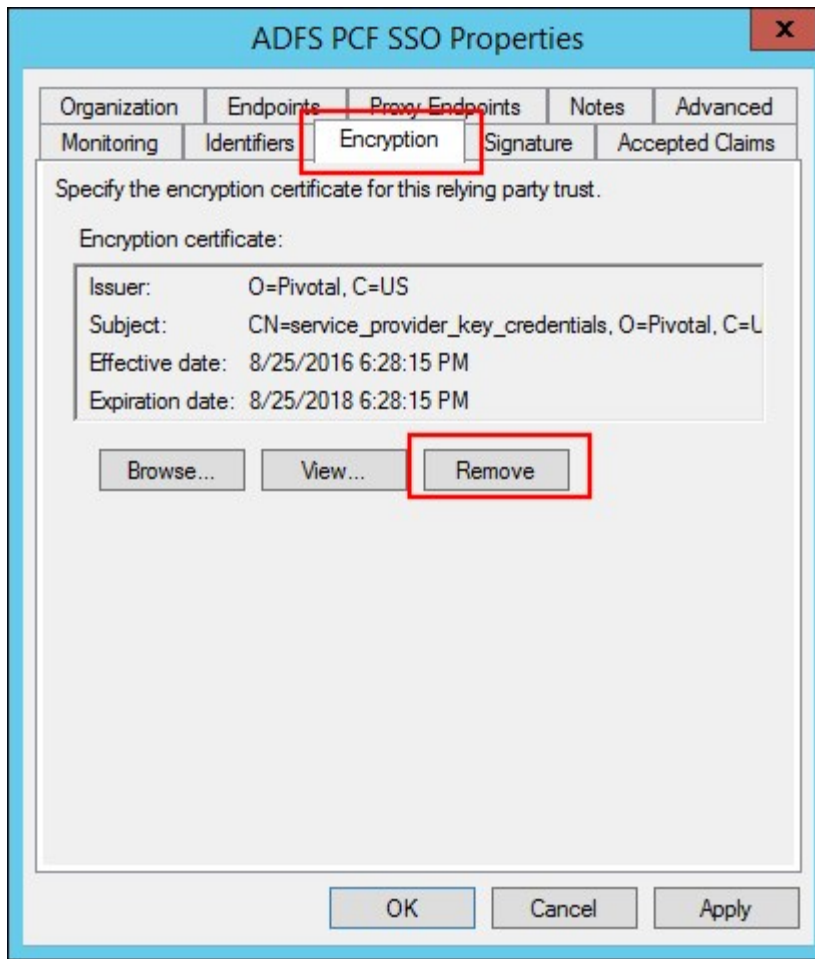 ADFS PCF SSO Properties
x
Organization Endpoints Proxy Endpoints Notes Advanced
Monitoring Identifiers Encryption Signature Accepted Claims
Specify the encryption certificate for this relying party trust.
Encryption certificate:
Issuer: O=Pivotal, C=US
Subject: CN=service_provider_key_credentials, O=Pivotal, C=U
Effective date: 8/25/2016 6:28:15 PM
Expiration date: 8/25/2018 6:28:15 PM
Browse... View... Remove
OK Cancel Apply